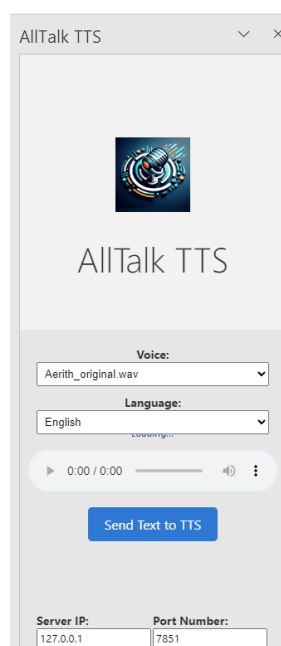 AllTalk TTS
AllTalk TTS
Voice:
Aerith_original.wav
Language:
English
Loading...
0:00 / 0:00
Send Text to TTS
Server IP: Port Number:
127.0.0.1 7851